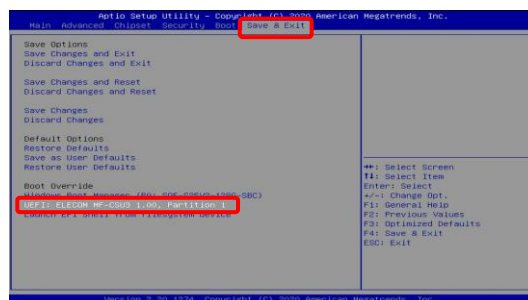 Aptio Setup Utility – Copyright (C) 2020 American Megatrends, Inc.
Main Advanced Chipset Security Boot Save & Exit
Save Options
Save Changes and Exit
Discard Changes and Exit
Save Changes and Reset
Discard Changes and Reset
Save Changes
Discard Changes
Default Options
Restore Defaults
Save as User Defaults
Restore User Defaults
Boot Override
Windows Boot Manager
UEFI: ELECOM MF-CSU3 1.00, Partition 1
Launch EFI Shell from filesystem device
→←: Select Screen
↑↓: Select Item
Enter: Select
+/-: Change Opt.
F1: General Help
F2: Previous Values
F3: Optimized Defaults
F4: Save & Exit
ESC: Exit
Version 2.20.1274. Copyright (C) 2020 American Megatrends, Inc.